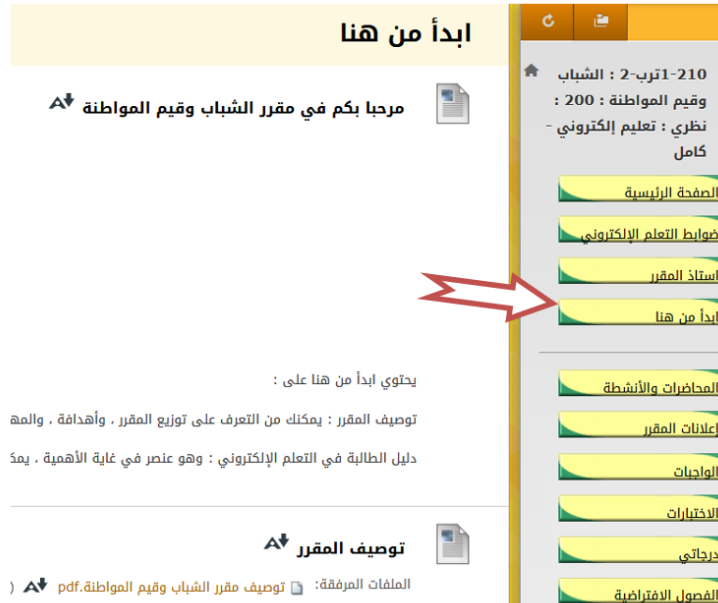 ابدأ من هنا
مرحبا بكم في مقرر الشباب وقيم المواطنة
يحتوي ابدأ من هنا على :
توصيف المقرر : يمكنك من التعرف على توزيع المقرر ، وأهدافة ، والمه
دليل الطالبة في التعلم الإلكتروني : وهو عنصر في غاية الأهمية ، يمك
توصيف المقرر
الملفات المرفقة: توصيف مقرر الشباب وقيم المواطنة.pdf (
210-1ترب-2 : الشباب
وقيم المواطنة : 200 :
نظري : تعليم إلكتروني -
كامل
الصفحة الرئيسية
ضوابط التعلم الإلكتروني
استاذ المقرر
ابدأ من هنا
المحاضرات والأنشطة
إعلانات المقرر
الواجبات
الاختبارات
درجاتي
الفصول الافتراضية